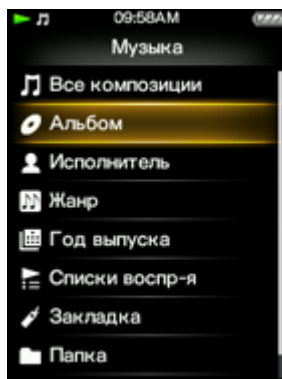 09:58AM
Музыка
Все композиции
Альбом
Исполнитель
Жанр
Год выпуска
Списки воспр-я
Закладка
Папка